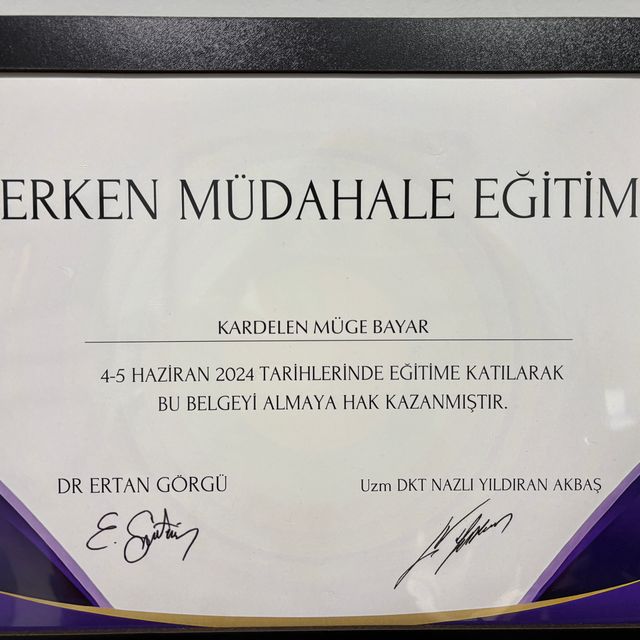 ERKEN MÜDAHALE EĞİTİM
KARDELEN MÜGE BAYAR
4-5 HAZİRAN 2024 TARİHLERİNDE EĞİTİME KATILARAK
BU BELGEYİ ALMAYA HAK KAZANMIŞTIR.
DR ERTAN GÖRGÜ
Uzm DKT NAZLI YILDIRAN AKBAŞ